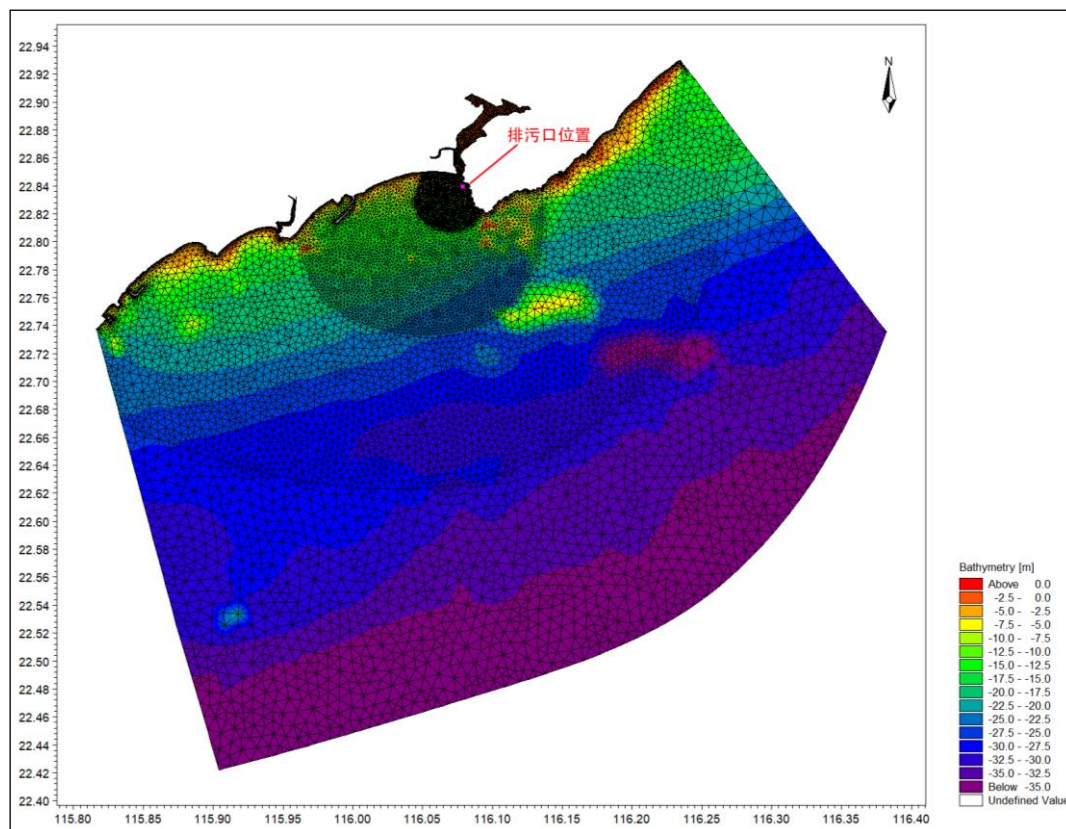 22.94
22.92
22.90
22.88
22.86
22.84
22.82
22.80
22.78
22.76
22.74
22.72
22.70
22.68
22.66
22.64
22.62
22.60
22.58
22.56
22.54
22.52
22.50
22.48
22.46
22.44
22.42
22.40
N
排污口位置
115.80
115.85
115.90
115.95
116.00
116.05
116.10
116.15
116.20
116.25
116.30
116.35
116.40
Bathymetry [m]
Above 0.0
-2.5 - 0.0
-5.0 - -2.5
-7.5 - -5.0
-10.0 - -7.5
-12.5 - -10.0
-15.0 - -12.5
-17.5 - -15.0
-20.0 - -17.5
-22.5 - -20.0
-25.0 - -22.5
-27.5 - -25.0
-30.0 - -27.5
-32.5 - -30.0
-35.0 - -32.5
Below -35.0
Undefined Value